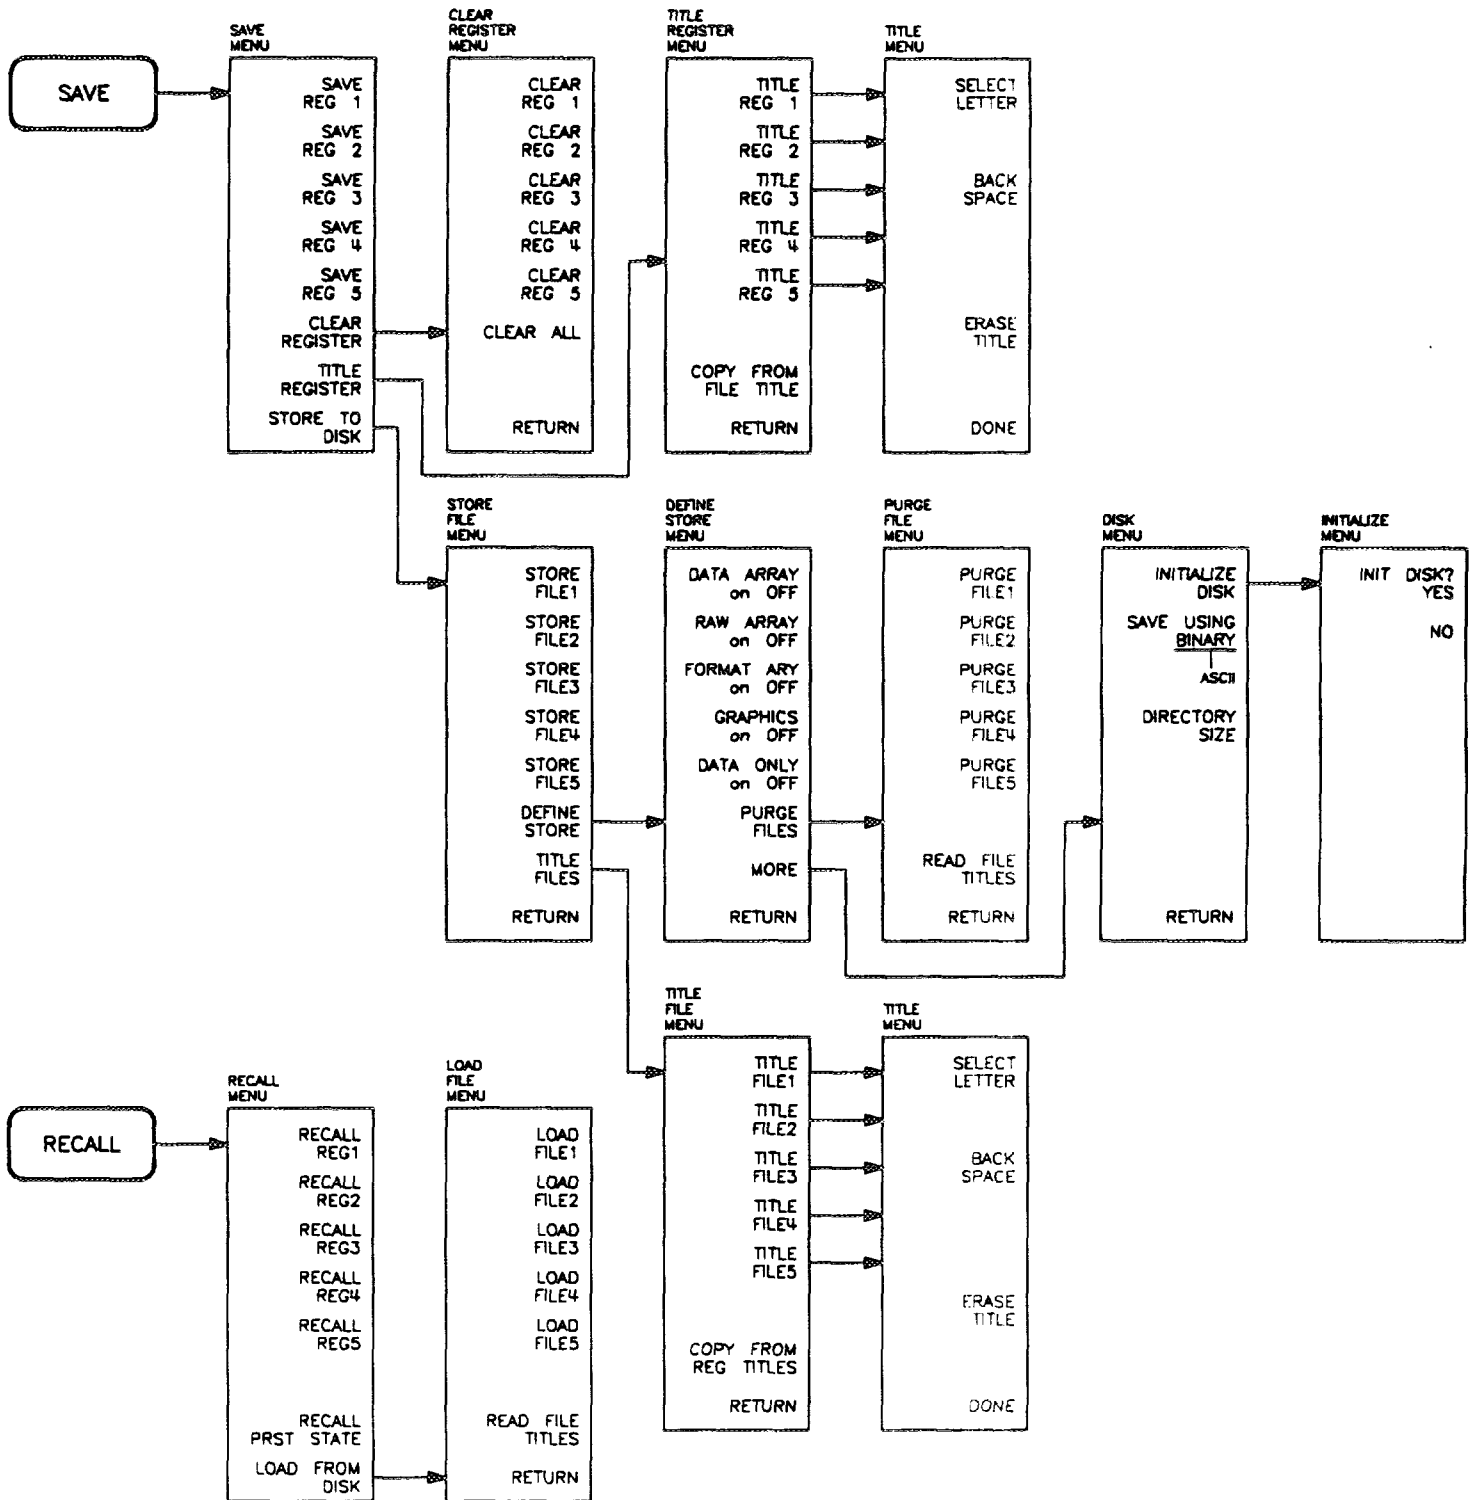 SAVE
SAVE
MENU
SAVE
REG 1
SAVE
REG 2
SAVE
REG 3
SAVE
REG 4
SAVE
REG 5
CLEAR
REGISTER
TITLE
REGISTER
STORE TO
DISK
CLEAR
REGISTER
MENU
CLEAR
REG 1
CLEAR
REG 2
CLEAR
REG 3
CLEAR
REG 4
CLEAR
REG 5
CLEAR ALL
RETURN
TITLE
REGISTER
MENU
TITLE
REG 1
TITLE
REG 2
TITLE
REG 3
TITLE
REG 4
TITLE
REG 5
COPY FROM
FILE TITLE
RETURN
TITLE
MENU
SELECT
LETTER
BACK
SPACE
ERASE
TITLE
DONE
STORE
FILE
MENU
STORE
FILE1
STORE
FILE2
STORE
FILE3
STORE
FILE4
STORE
FILE5
DEFINE
STORE
TITLE
FILES
RETURN
DEFINE
STORE
MENU
DATA ARRAY
on OFF
RAW ARRAY
on OFF
FORMAT ARY
on OFF
GRAPHICS
on OFF
DATA ONLY
on OFF
PURGE
FILES
MORE
RETURN
PURGE
FILE
MENU
PURGE
FILE1
PURGE
FILE2
PURGE
FILE3
PURGE
FILE4
PURGE
FILE5
READ FILE
TITLES
RETURN
DISK
MENU
INITIALIZE
DISK
SAVE USING
BINARY
ASCII
DIRECTORY
SIZE
RETURN
INITIALIZE
MENU
INIT DISK?
YES
NO
TITLE
FILE
MENU
TITLE
FILE1
TITLE
FILE2
TITLE
FILE3
TITLE
FILE4
TITLE
FILE5
COPY FROM
REG TITLES
RETURN
TITLE
MENU
SELECT
LETTER
BACK
SPACE
ERASE
TITLE
DONE
RECALL
RECALL
MENU
RECALL
REG1
RECALL
REG2
RECALL
REG3
RECALL
REG4
RECALL
REG5
RECALL
PRST STATE
LOAD FROM
DISK
LOAD
FILE
MENU
LOAD
FILE1
LOAD
FILE2
LOAD
FILE3
LOAD
FILE4
LOAD
FILE5
READ FILE
TITLES
RETURN